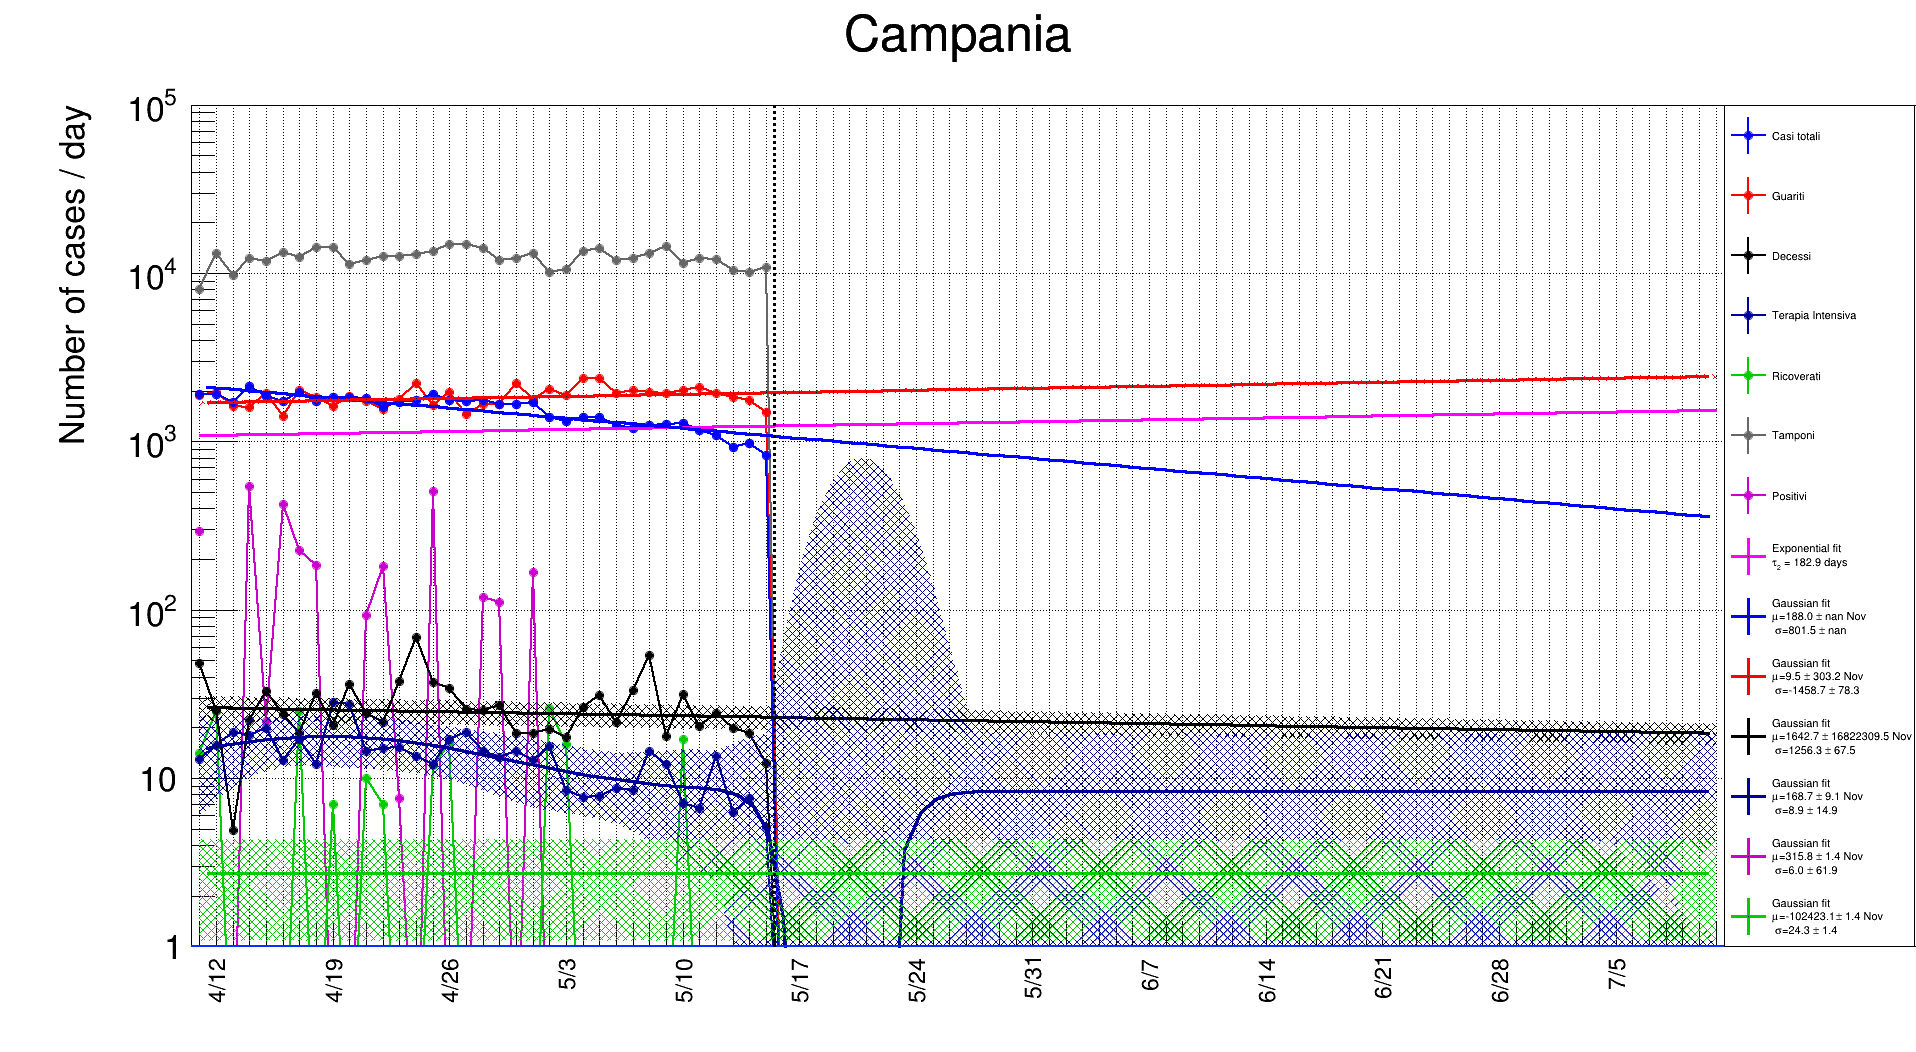 Campania
Number of cases / day
10^5
10^4
10^3
10^2
10
1
4/12
4/19
4/26
5/3
5/10
5/17
5/24
5/31
6/7
6/14
6/21
6/28
7/5
Casi totali
Guariti
Decessi
Terapia Intensiva
Ricoverati
Tamponi
Positivi
Exponential fit
τ₂ = 182.9 days
Gaussian fit
μ=188.0 ± nan Nov
σ=801.5 ± nan
Gaussian fit
μ=9.5 ± 303.2 Nov
σ=-1458.7 ± 78.3
Gaussian fit
μ=1642.7 ± 16822309.5 Nov
σ=1256.3 ± 67.5
Gaussian fit
μ=168.7 ± 9.1 Nov
σ=8.9 ± 14.9
Gaussian fit
μ=315.8 ± 1.4 Nov
σ=6.0 ± 61.9
Gaussian fit
μ=-102423.1 ± 1.4 Nov
σ=24.3 ± 1.4